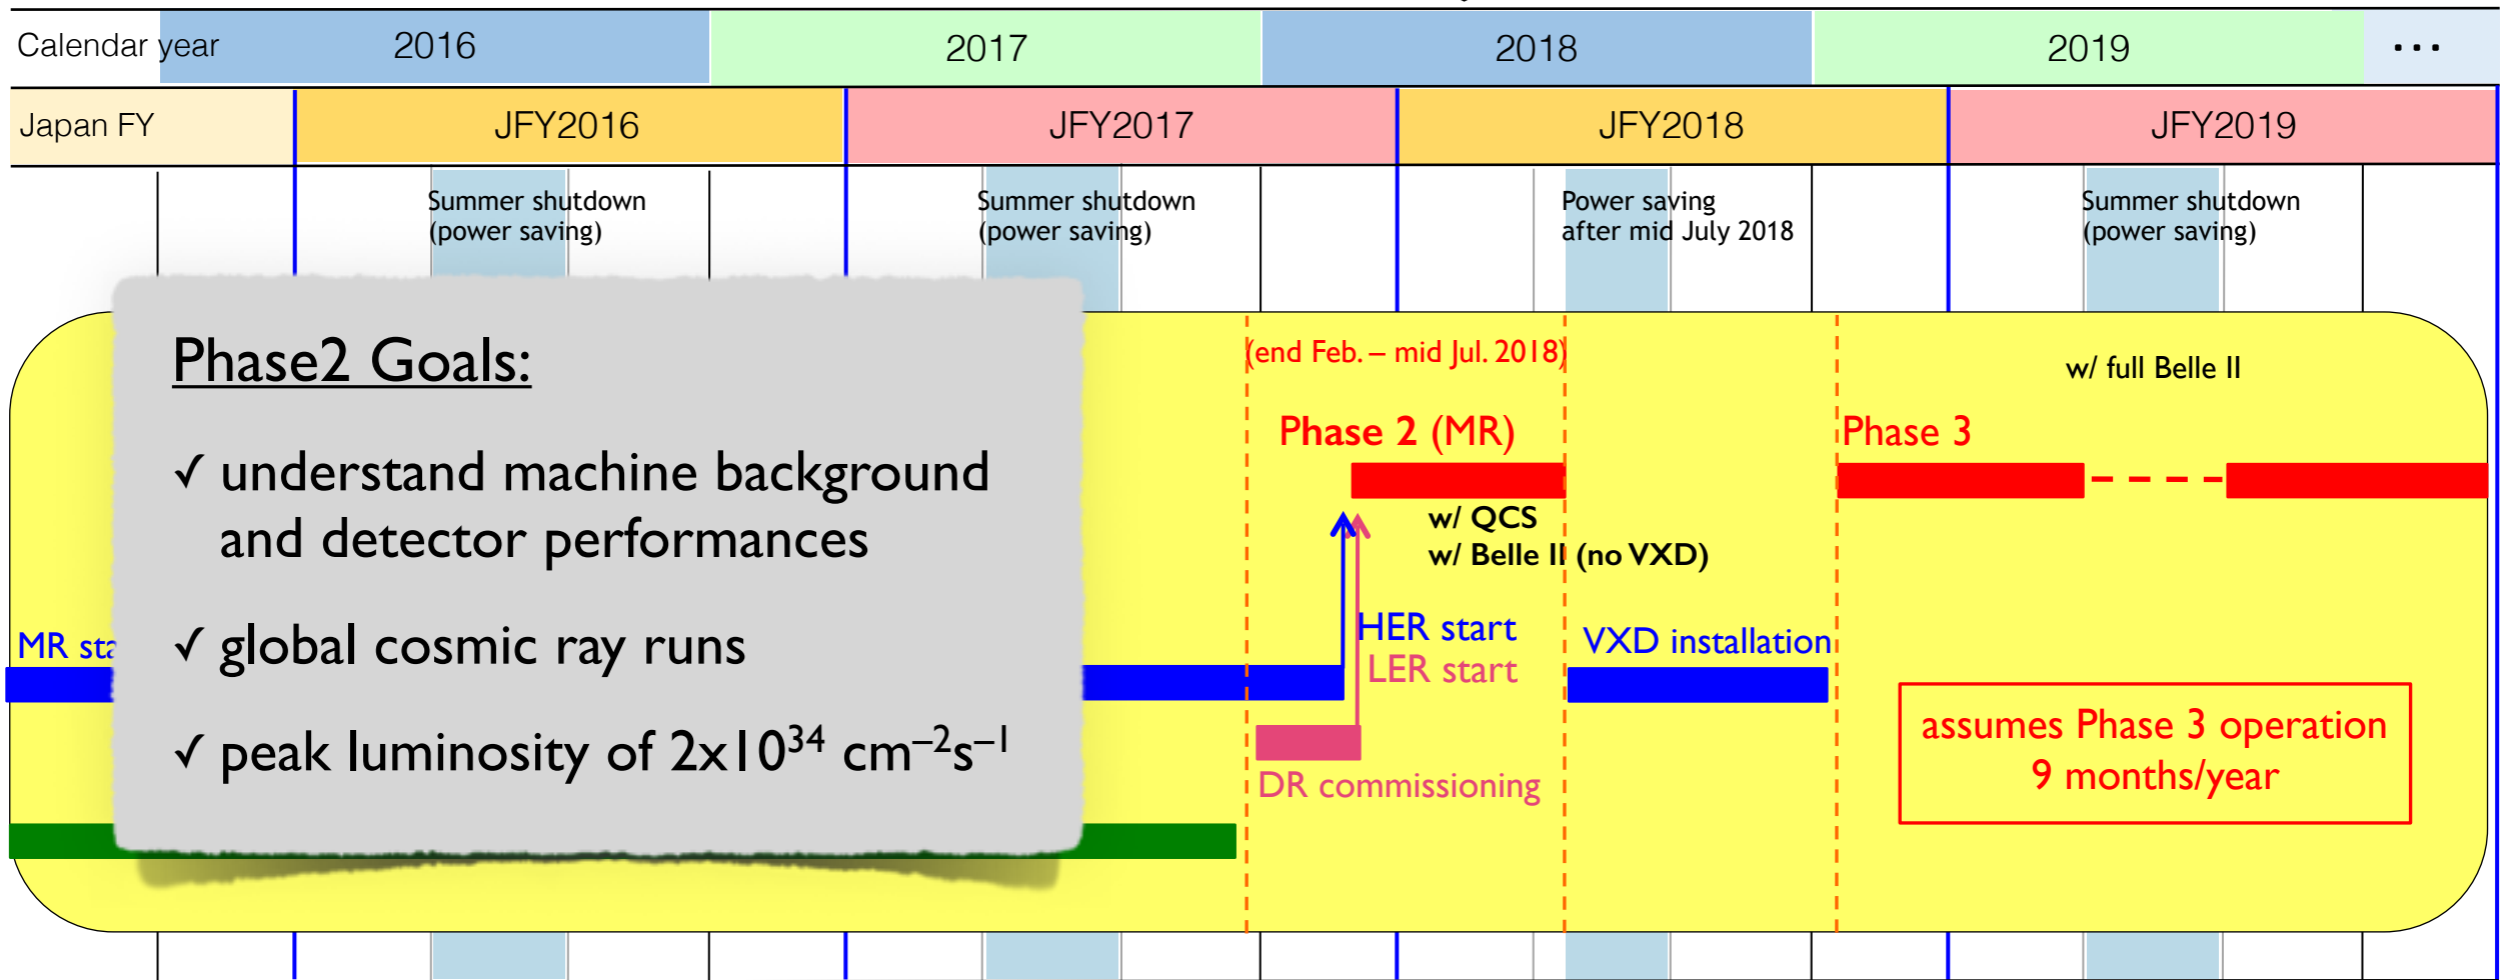 Calendar year 2016 2017 2018 2019 ...
Japan FY JFY2016 JFY2017 JFY2018 JFY2019
Summer shutdown
(power saving)
Summer shutdown
(power saving)
Power saving
after mid July 2018
Summer shutdown
(power saving)
Phase2 Goals:
✓ understand machine background
and detector performances
✓ global cosmic ray runs
✓ peak luminosity of 2x10³⁴ cm⁻²s⁻¹
MR sta
(end Feb. – mid Jul. 2018)
Phase 2 (MR)
w/ QCS
w/ Belle II (no VXD)
HER start
LER start
DR commissioning
VXD installation
w/ full Belle II
Phase 3
assumes Phase 3 operation
9 months/year